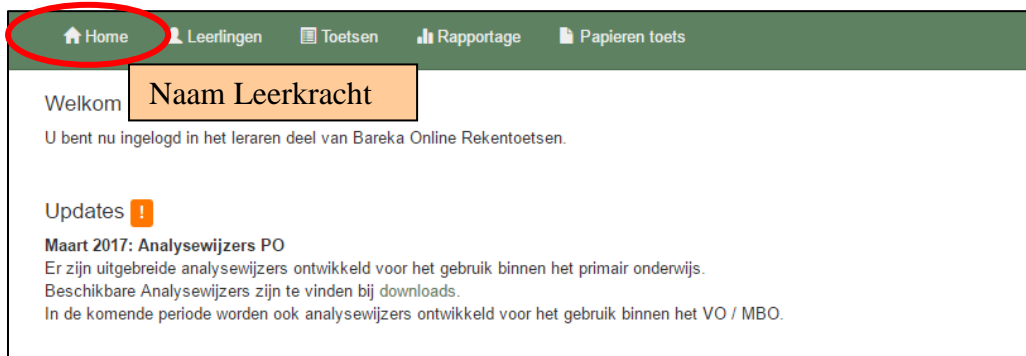 Home Leerlingen Toetsen Rapportage Papieren toets
Welkom Naam Leerkracht
U bent nu ingelogd in het leraren deel van Bareka Online Rekentoetsen.
Updates !
Maart 2017: Analysewijzers PO
Er zijn uitgebreide analysewijzers ontwikkeld voor het gebruik binnen het primair onderwijs.
Beschikbare Analysewijzers zijn te vinden bij downloads.
In de komende periode worden ook analysewijzers ontwikkeld voor het gebruik binnen het VO / MBO.